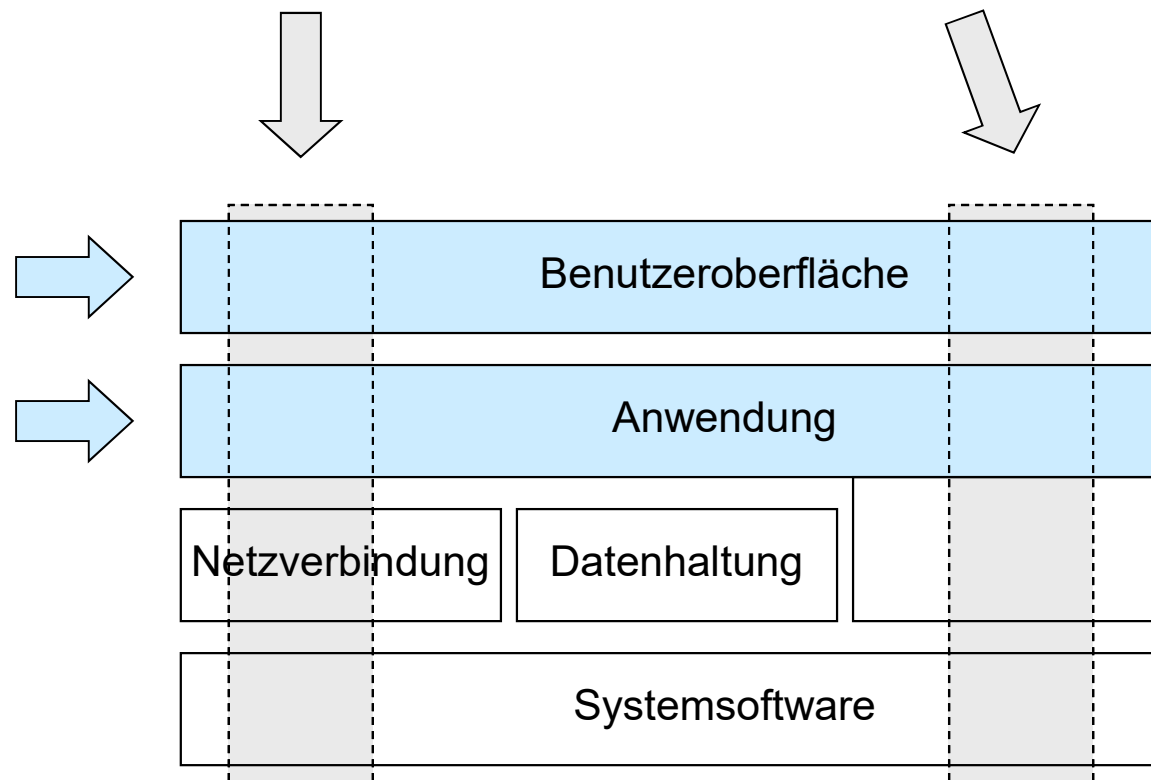 Benutzeroberfläche
Anwendung
Netzverbindung
Datenhaltung
Systemsoftware